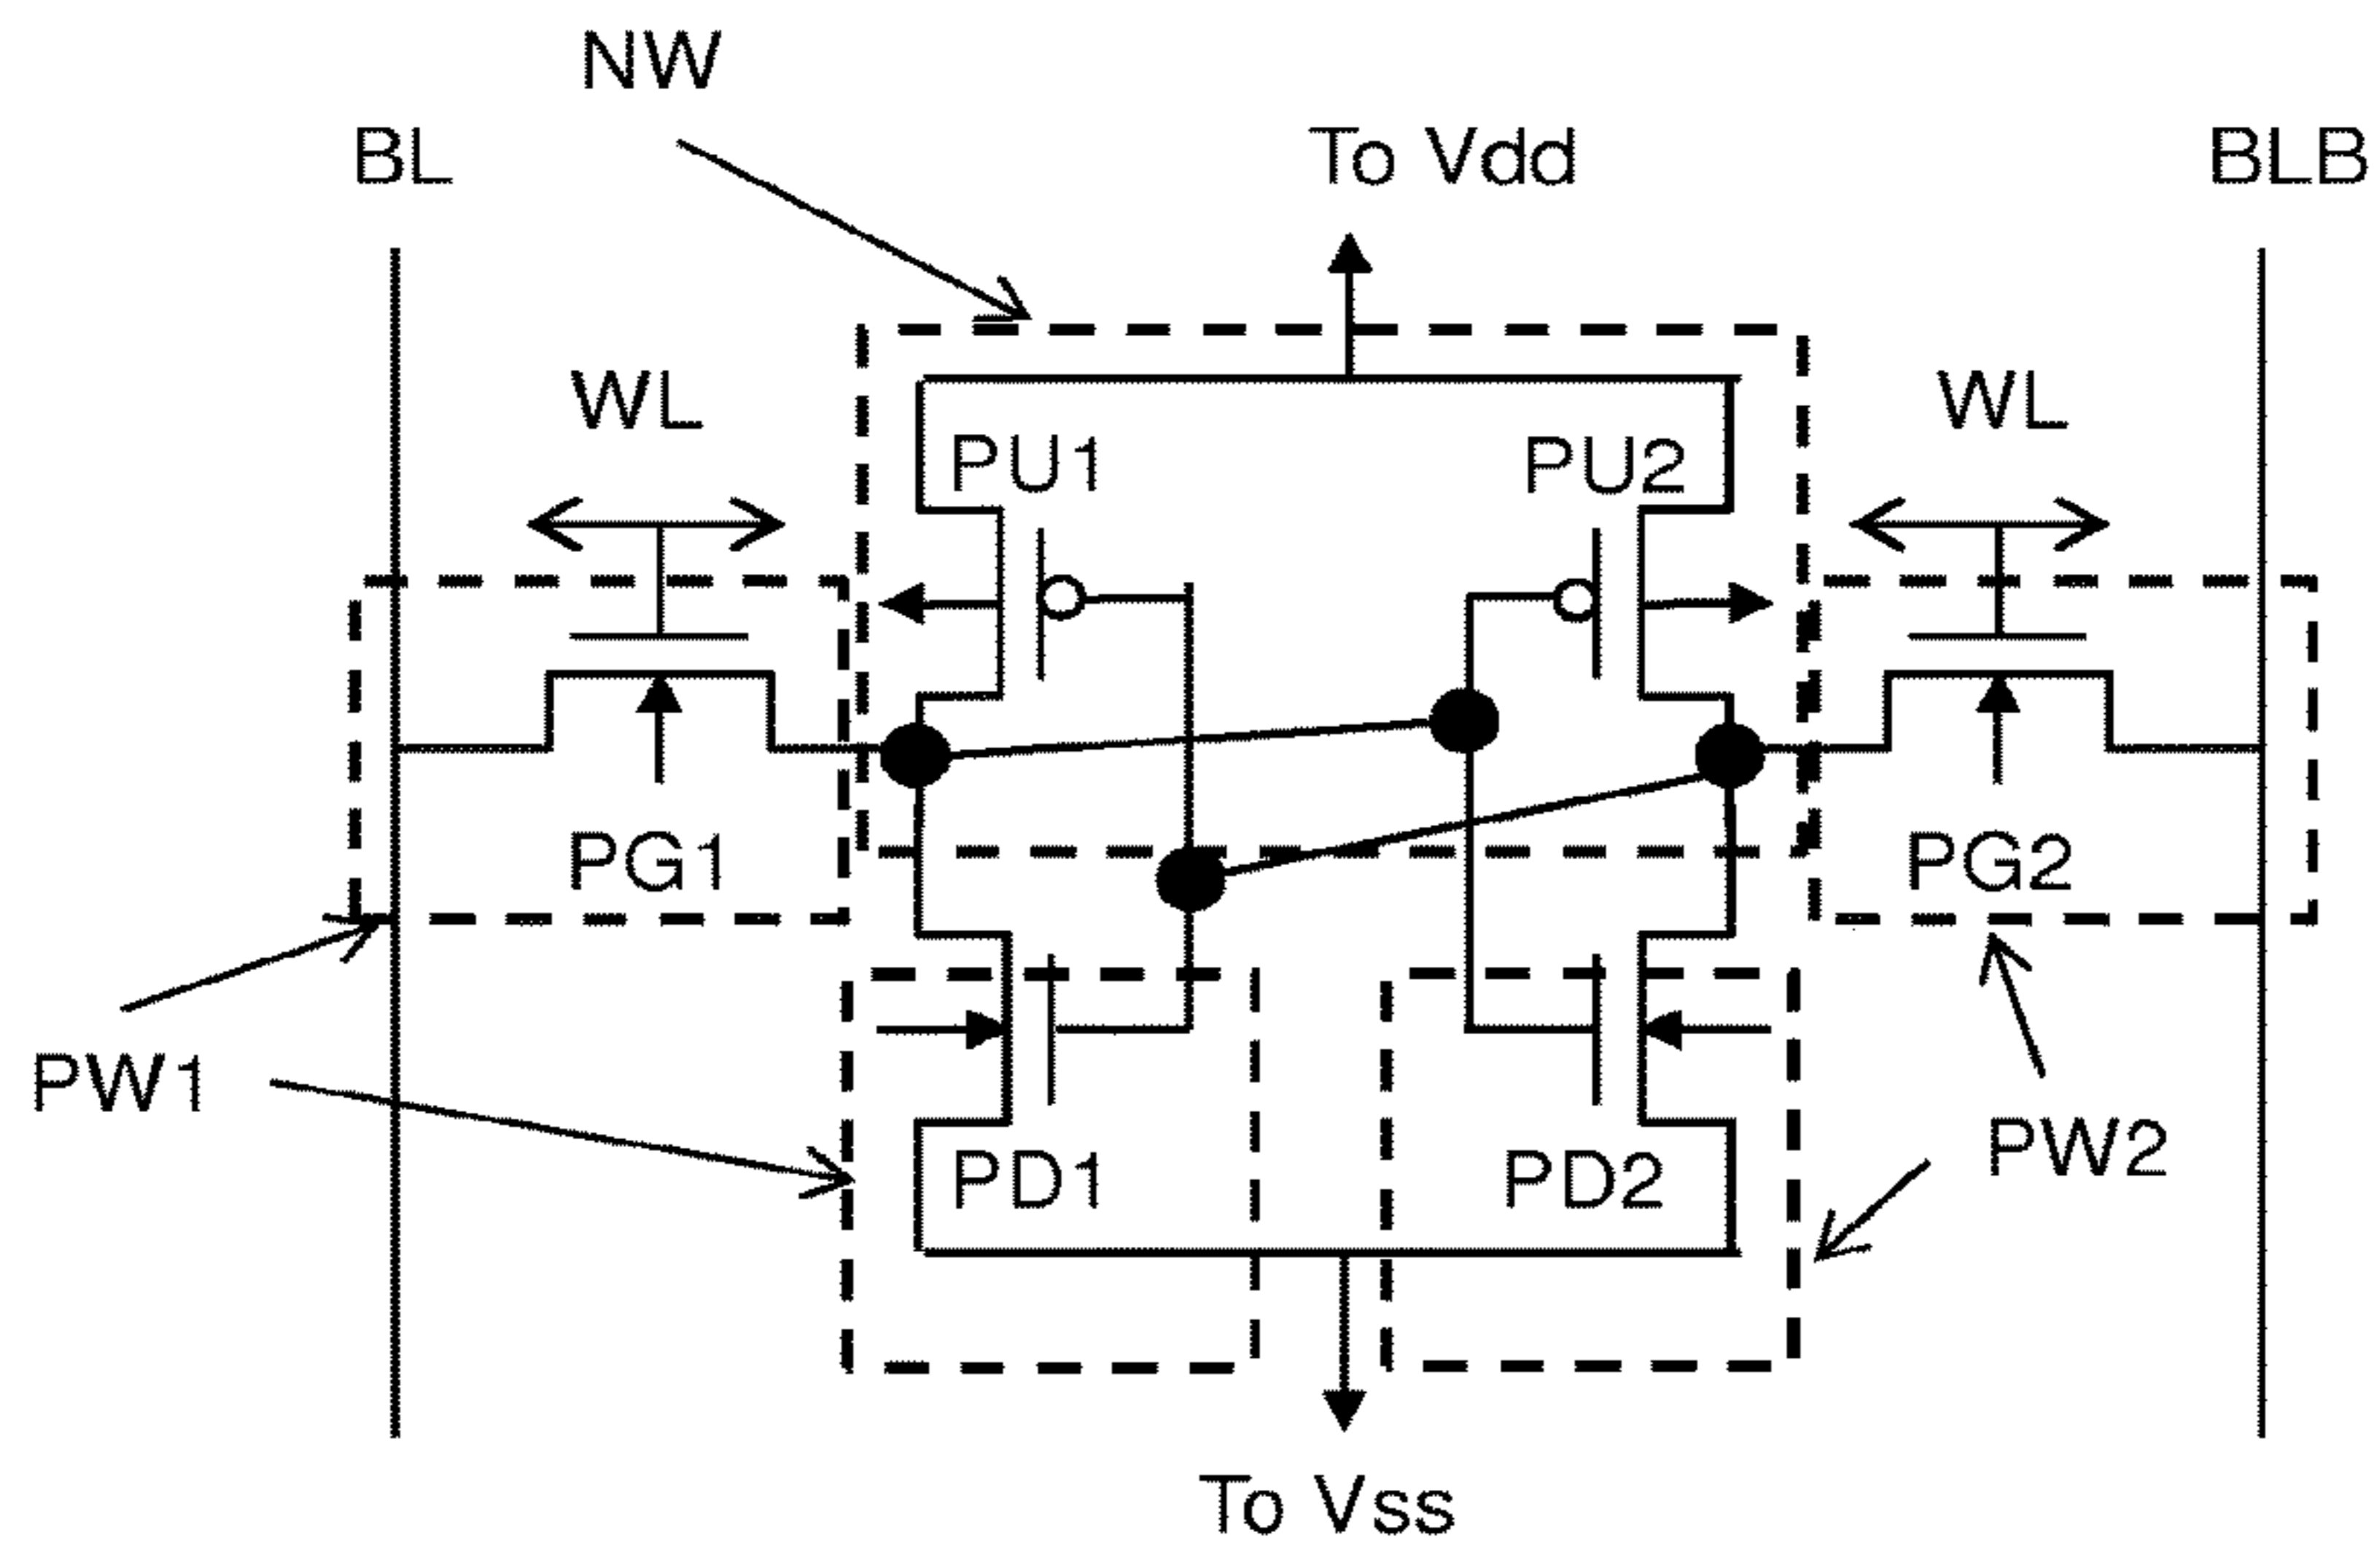 NW
BL
To Vdd
BLB
WL
WL
PU1
PU2
PG1
PG2
PW1
PD1
PD2
PW2
To Vss